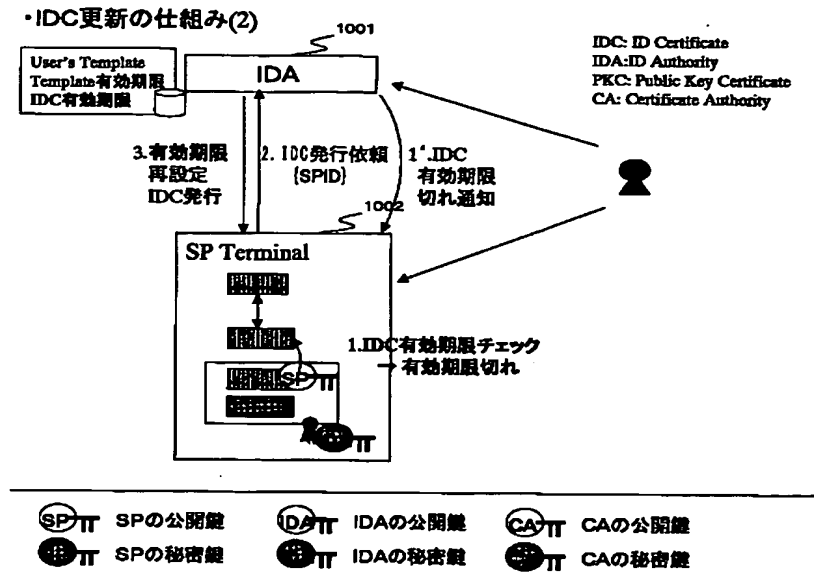 ・IDC更新の仕組み(2)
1001
User's Template
Template有効期限
IDC有効期限
IDA
IDC: ID Certificate
IDA:ID Authority
PKC: Public Key Certificate
CA: Certificate Authority
3.有効期限
再設定
IDC発行
2. IDC発行依頼
{SPID}
1'.IDC
有効期限
切れ通知
1002
SP Terminal
1.IDC有効期限チェック
→ 有効期限切れ
SP
SP
SPの公開鍵
IDA
IDAの公開鍵
CA
CAの公開鍵
SPの秘密鍵
IDAの秘密鍵
CAの秘密鍵